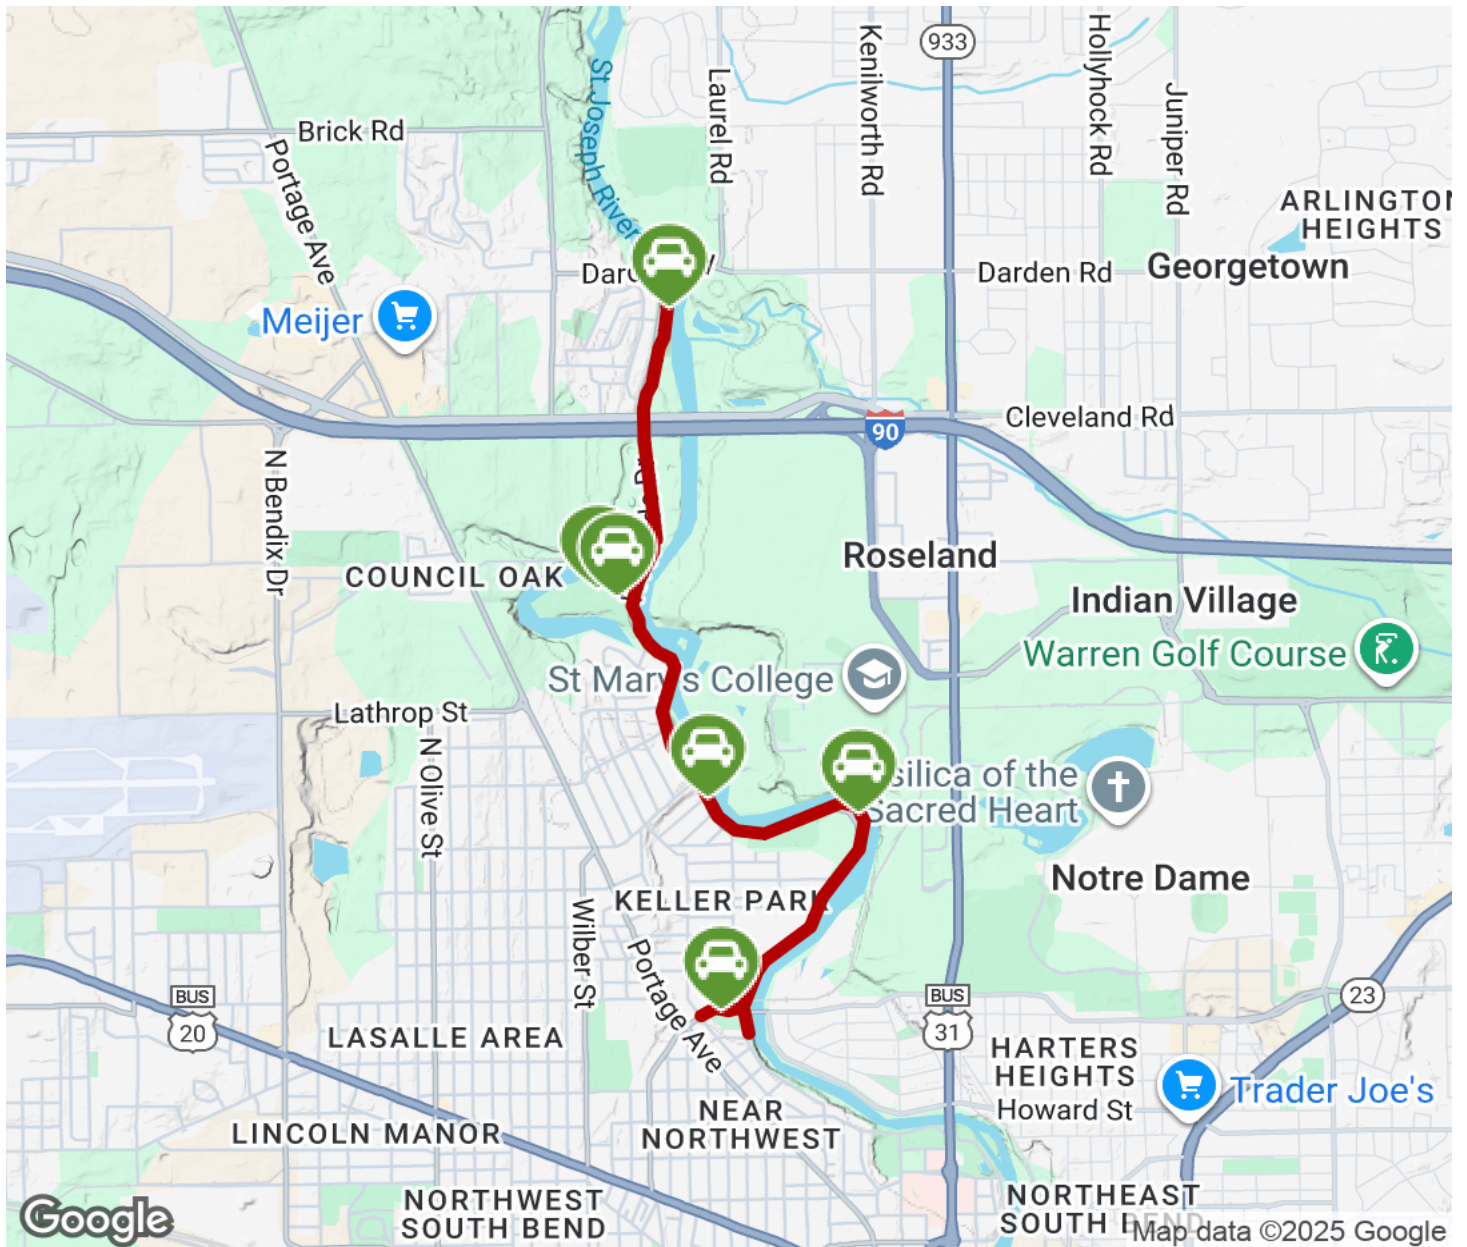 933
Hollyhock Rd
Kenilworth Rd
St Joseph River
Laurel Rd
Juniper Rd
Brick Rd
Portage Ave
ARLINGTON
HEIGHTS
Georgetown
Darden Rd
Meijer
Cleveland Rd
90
N Bendix Dr
Roseland
COUNCIL OAK
Indian Village
Warren Golf Course
St Mary's College
Lathrop St
N Olive St
Sacred Heart
of the
Notre Dame
KELLER PARK
Wilber St
Portage Ave
BUS
20
BUS
31
23
LASALLE AREA
HARTERS
HEIGHTS
Howard St
Trader Joe's
NEAR
NORTHWEST
LINCOLN MANOR
NORTHWEST
SOUTH BEND
NORTHEAST
SOUTH BEND
Google
Map data ©2025 Google